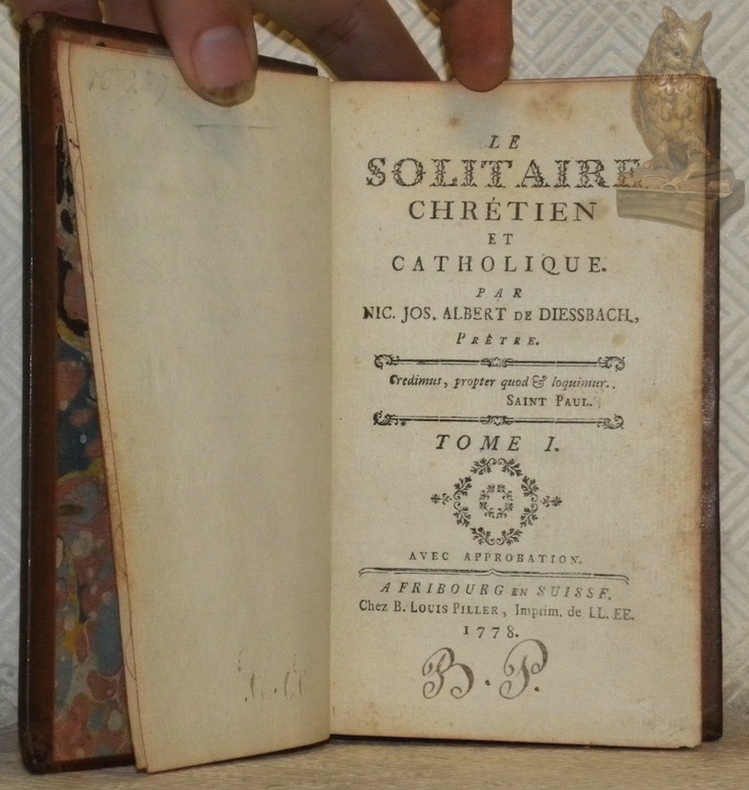 LE
SOLITAIRE
CHRÉTIEN
ET
CATHOLIQUE.
PAR
NIC. JOS. ALBERT DE DIESSBACH,
PRÊTRE.
Credimus, propter quod & loquimur.
SAINT PAUL.
TOME I.
AVEC APPROBATION.
A FRIBOURG EN SUISSE.
Chez B. LOUIS PILLER, Imprim. de LL. EE.
1778.
B. P.